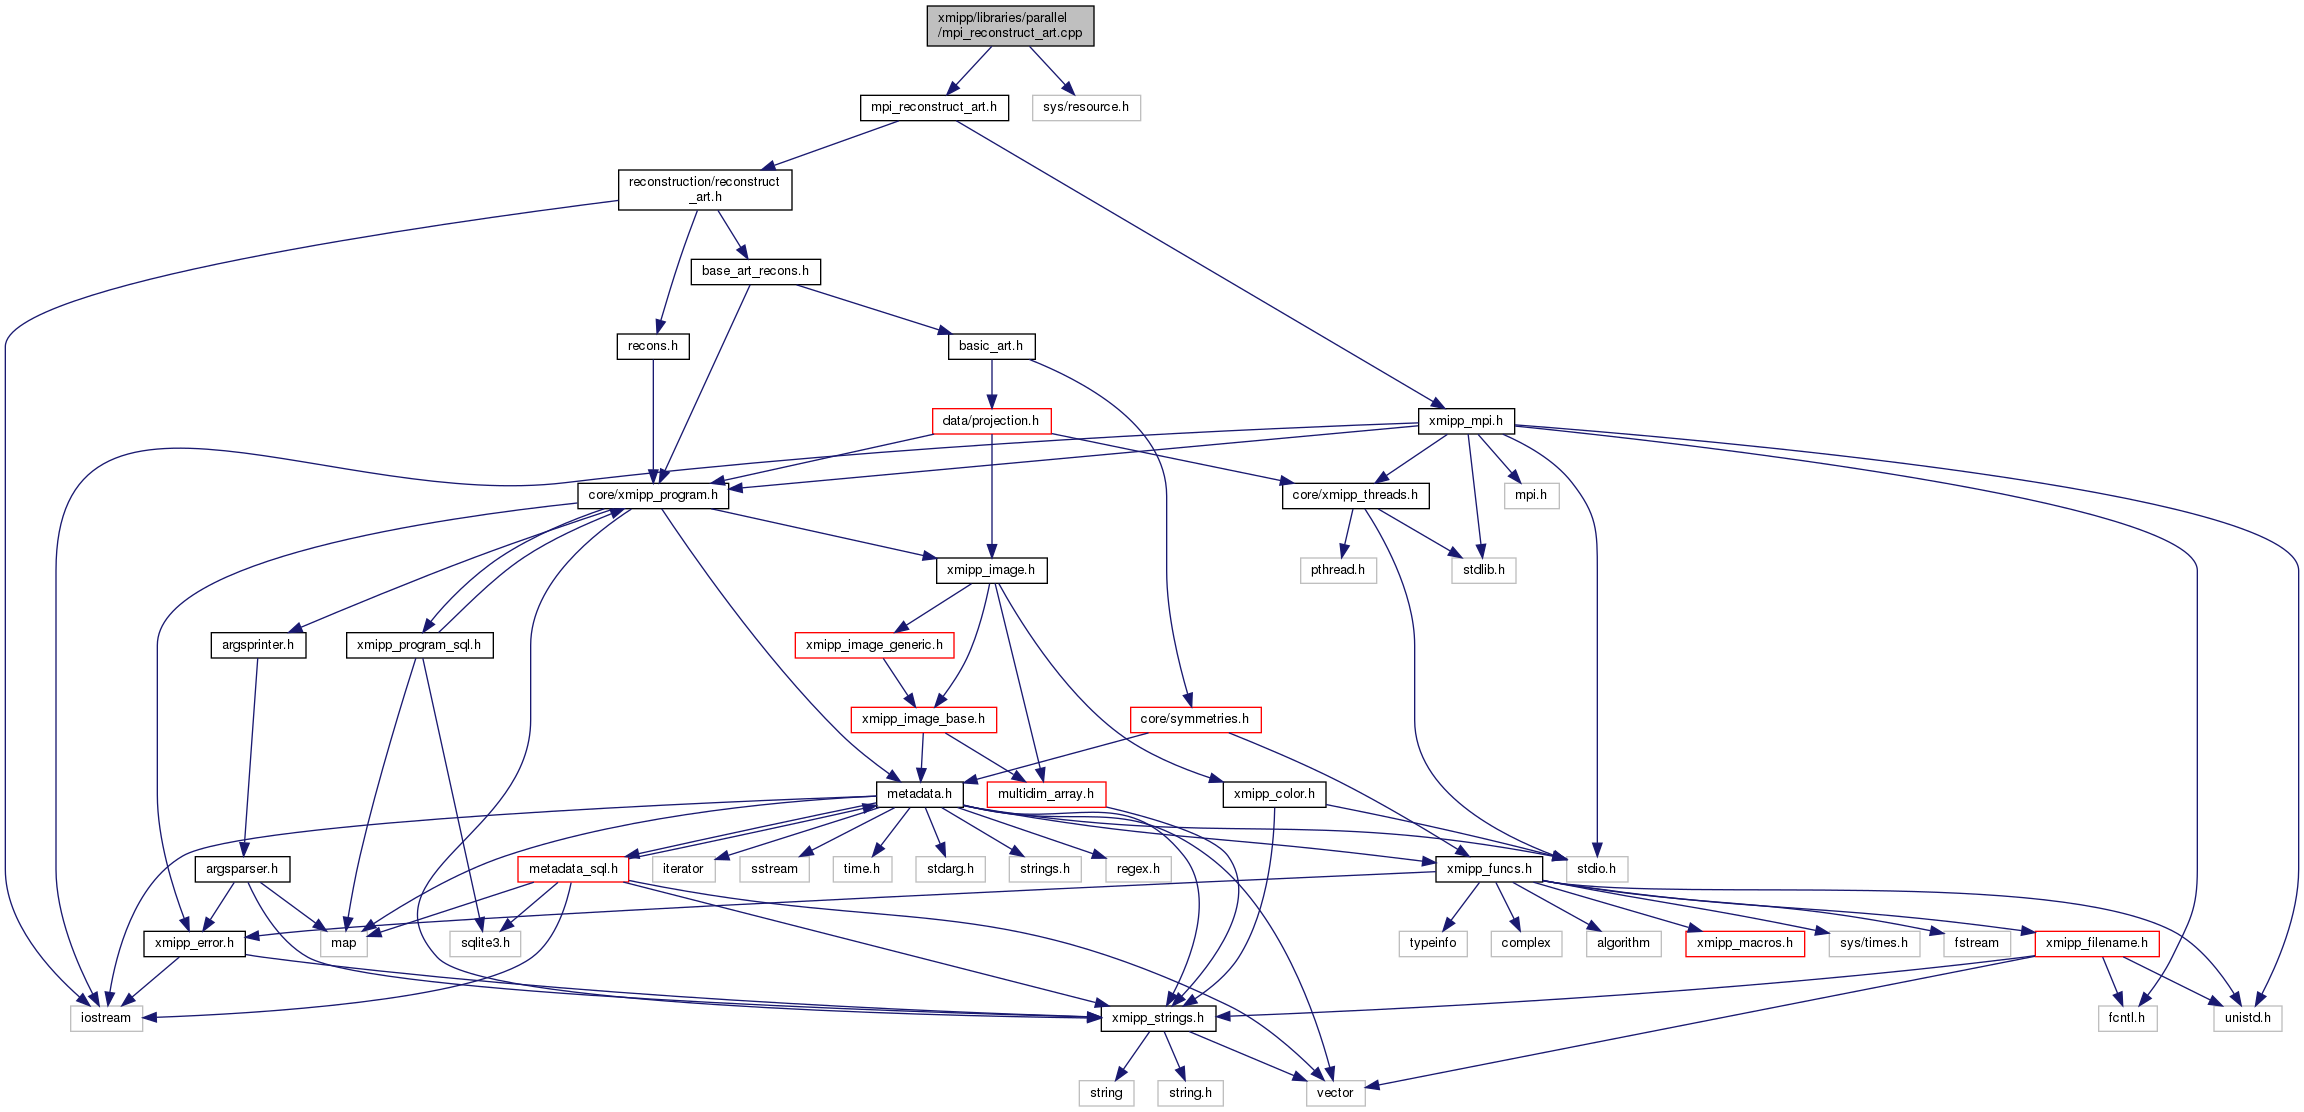 xmipp/libraries/parallel
/mpi_reconstruct_art.cpp
mpi_reconstruct_art.h
sys/resource.h
reconstruction/reconstruct
_art.h
base_art_recons.h
recons.h
basic_art.h
data/projection.h
xmipp_mpi.h
core/xmipp_program.h
core/xmipp_threads.h
mpi.h
xmipp_image.h
pthread.h
stdlib.h
argsprinter.h
xmipp_program_sql.h
xmipp_image_generic.h
xmipp_image_base.h
core/symmetries.h
metadata.h
multidim_array.h
xmipp_color.h
argsparser.h
metadata_sql.h
iterator
sstream
time.h
stdarg.h
strings.h
regex.h
xmipp_funcs.h
stdio.h
xmipp_error.h
map
sqlite3.h
typeinfo
complex
algorithm
xmipp_macros.h
sys/times.h
fstream
xmipp_filename.h
iostream
xmipp_strings.h
fcntl.h
unistd.h
string
string.h
vector